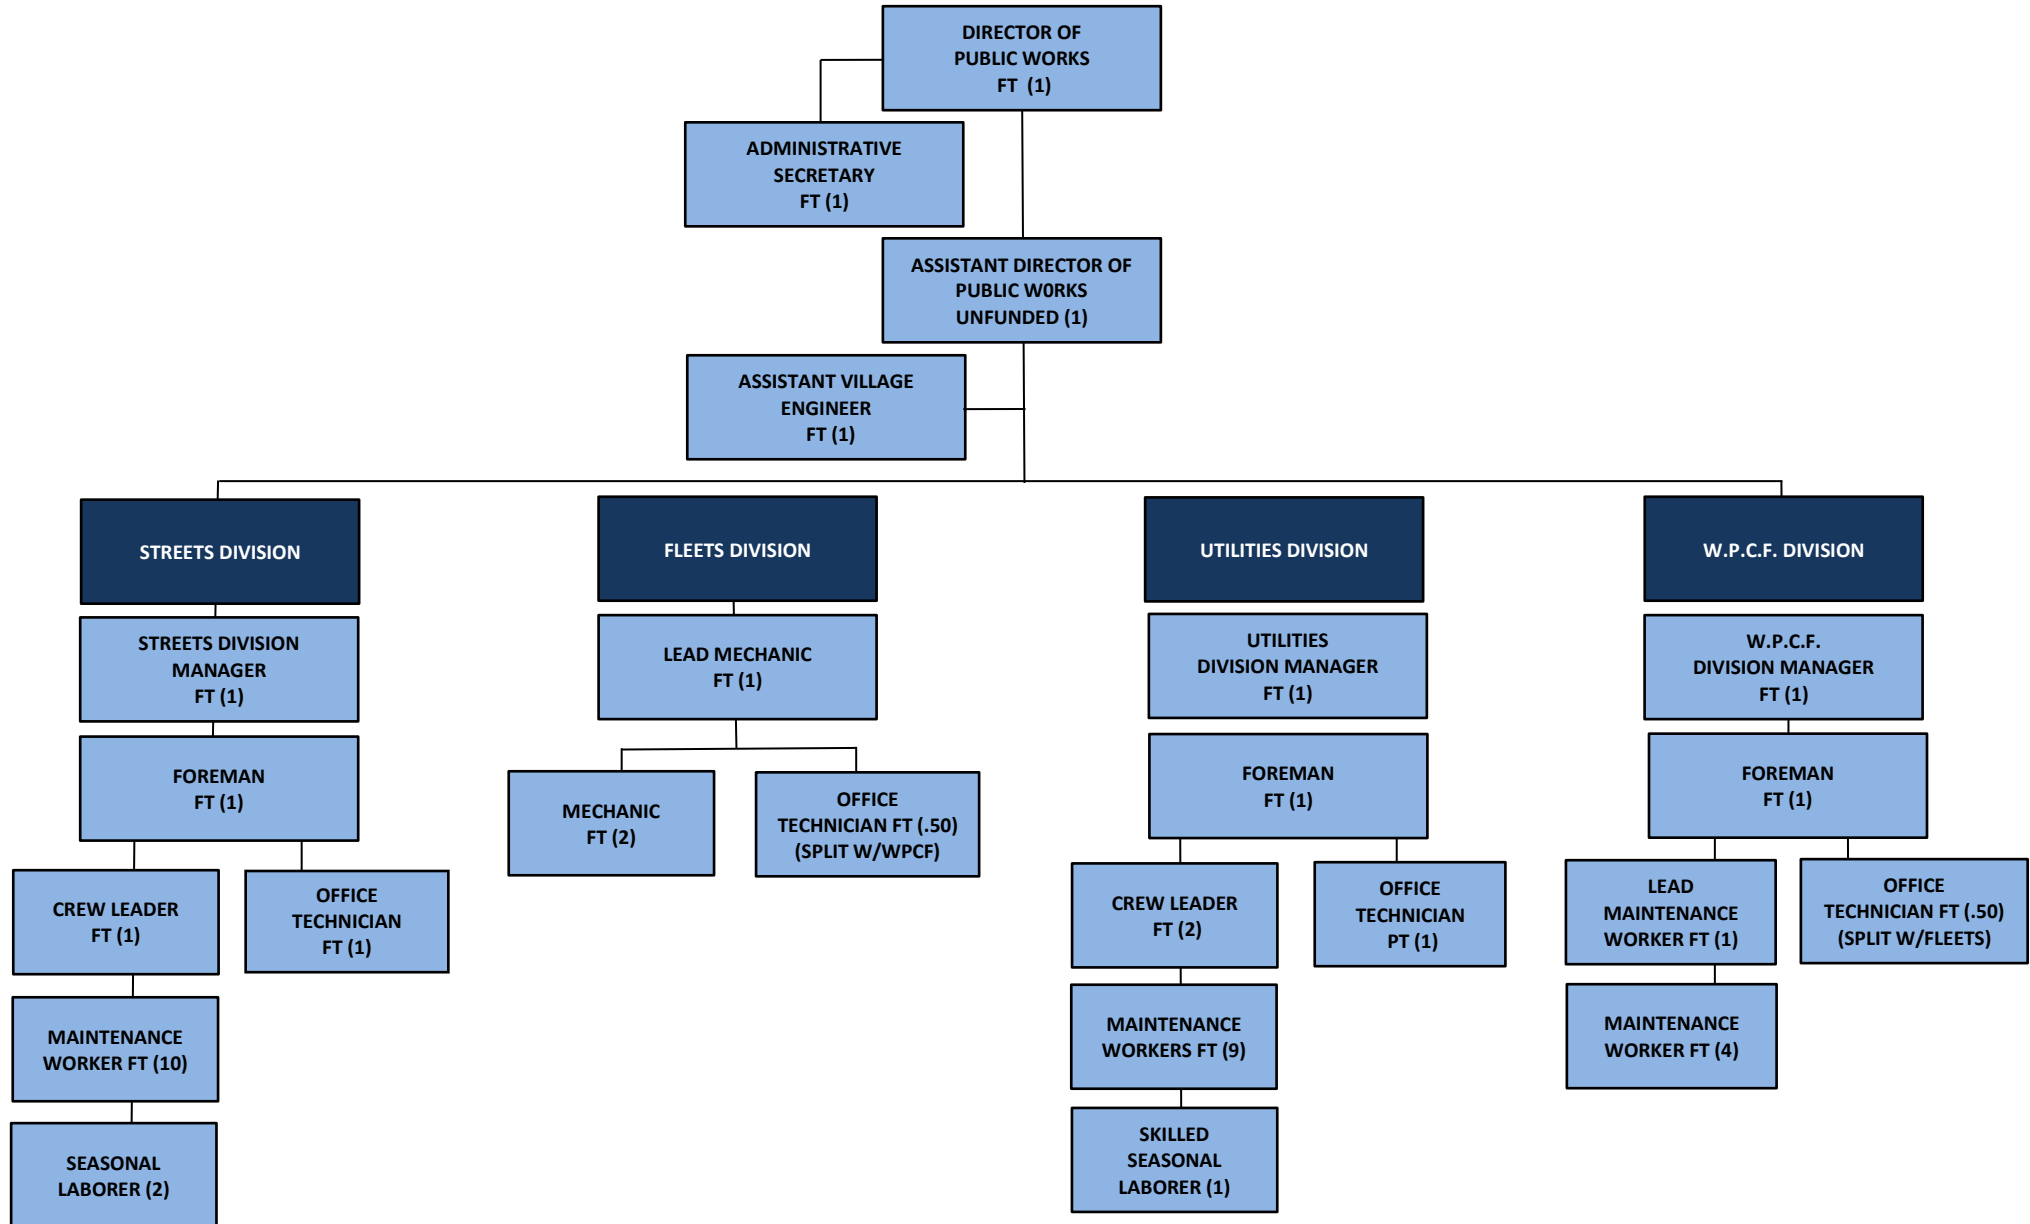 DIRECTOR OF
PUBLIC WORKS
FT (1)
ADMINISTRATIVE
SECRETARY
FT (1)
ASSISTANT DIRECTOR OF
PUBLIC W0RKS
UNFUNDED (1)
ASSISTANT VILLAGE
ENGINEER
FT (1)
STREETS DIVISION
STREETS DIVISION
MANAGER
FT (1)
FOREMAN
FT (1)
CREW LEADER
FT (1)
OFFICE
TECHNICIAN
FT (1)
MAINTENANCE
WORKER FT (10)
SEASONAL
LABORER (2)
FLEETS DIVISION
LEAD MECHANIC
FT (1)
MECHANIC
FT (2)
OFFICE
TECHNICIAN FT (.50)
(SPLIT W/WPCF)
UTILITIES DIVISION
UTILITIES
DIVISION MANAGER
FT (1)
FOREMAN
FT (1)
CREW LEADER
FT (2)
OFFICE
TECHNICIAN
PT (1)
MAINTENANCE
WORKERS FT (9)
SKILLED
SEASONAL
LABORER (1)
W.P.C.F. DIVISION
W.P.C.F.
DIVISION MANAGER
FT (1)
FOREMAN
FT (1)
LEAD
MAINTENANCE
WORKER FT (1)
OFFICE
TECHNICIAN FT (.50)
(SPLIT W/FLEETS)
MAINTENANCE
WORKER FT (4)